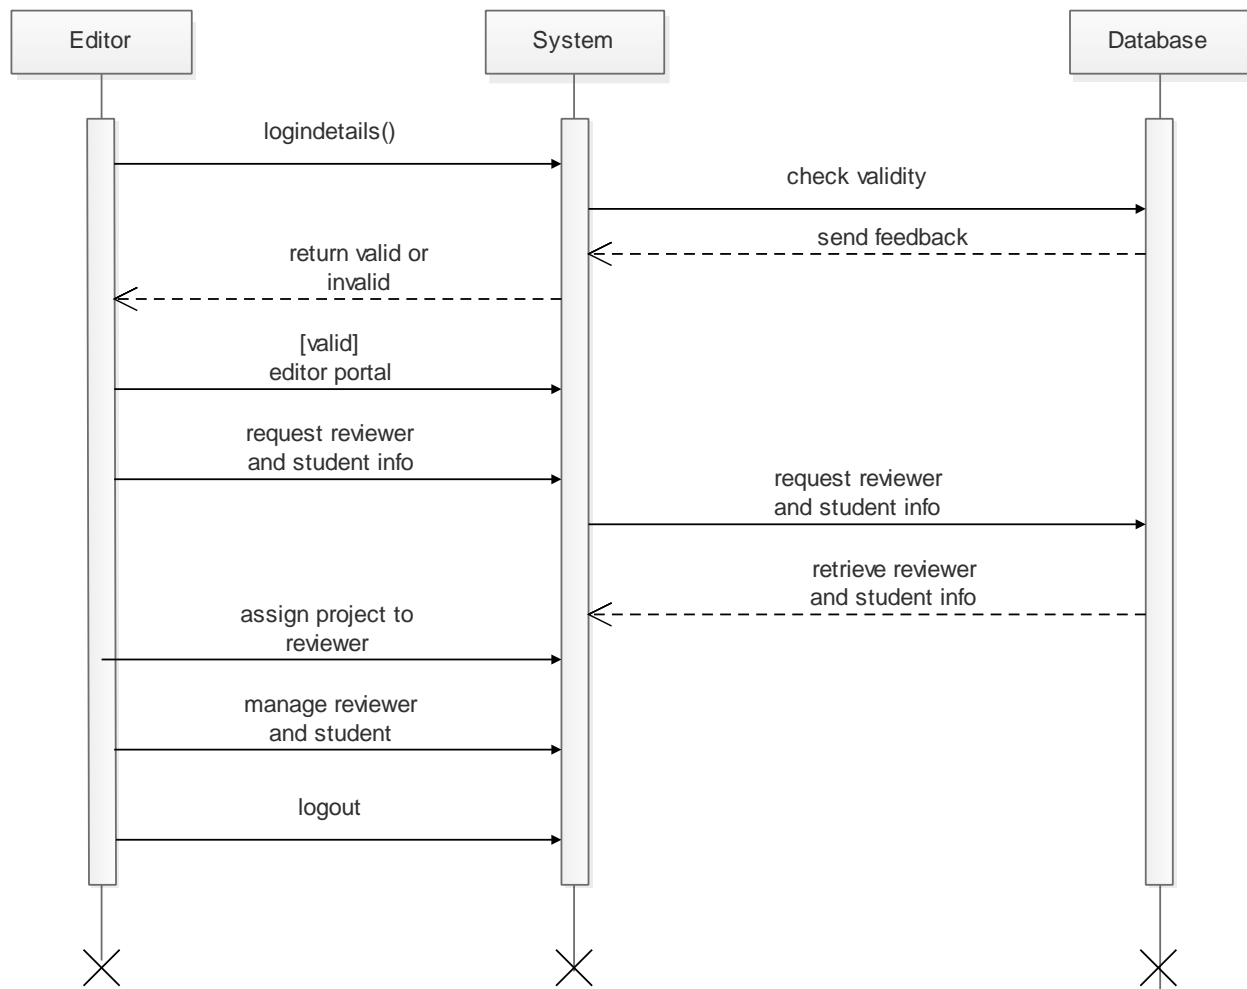 Editor
System
Database
logindetails()
check validity
send feedback
return valid or
invalid
[valid]
editor portal
request reviewer
and student info
request reviewer
and student info
retrieve reviewer
and student info
assign project to
reviewer
manage reviewer
and student
logout